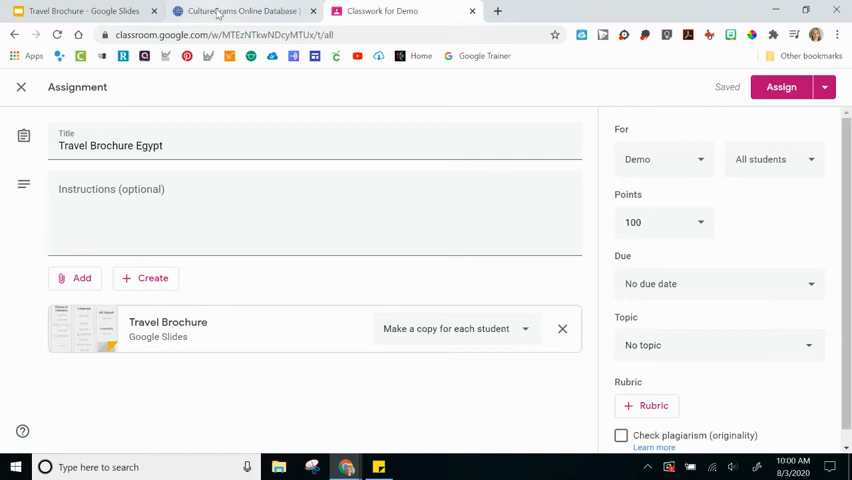 Travel Brochure - Google Slides
CultureGrams Online Database |
Classwork for Demo
classroom.google.com/w/MTEzNTkwNDcyMTUx/t/all
Apps
Home
Google Trainer
Other bookmarks
Assignment
Saved
Assign
Title
Travel Brochure Egypt
Instructions (optional)
Add
Create
Travel Brochure
Google Slides
Make a copy for each student
For
Demo
All students
Points
100
Due
No due date
Topic
No topic
Rubric
Rubric
Check plagiarism (originality)
Learn more
Type here to search
10:00 AM
8/3/2020